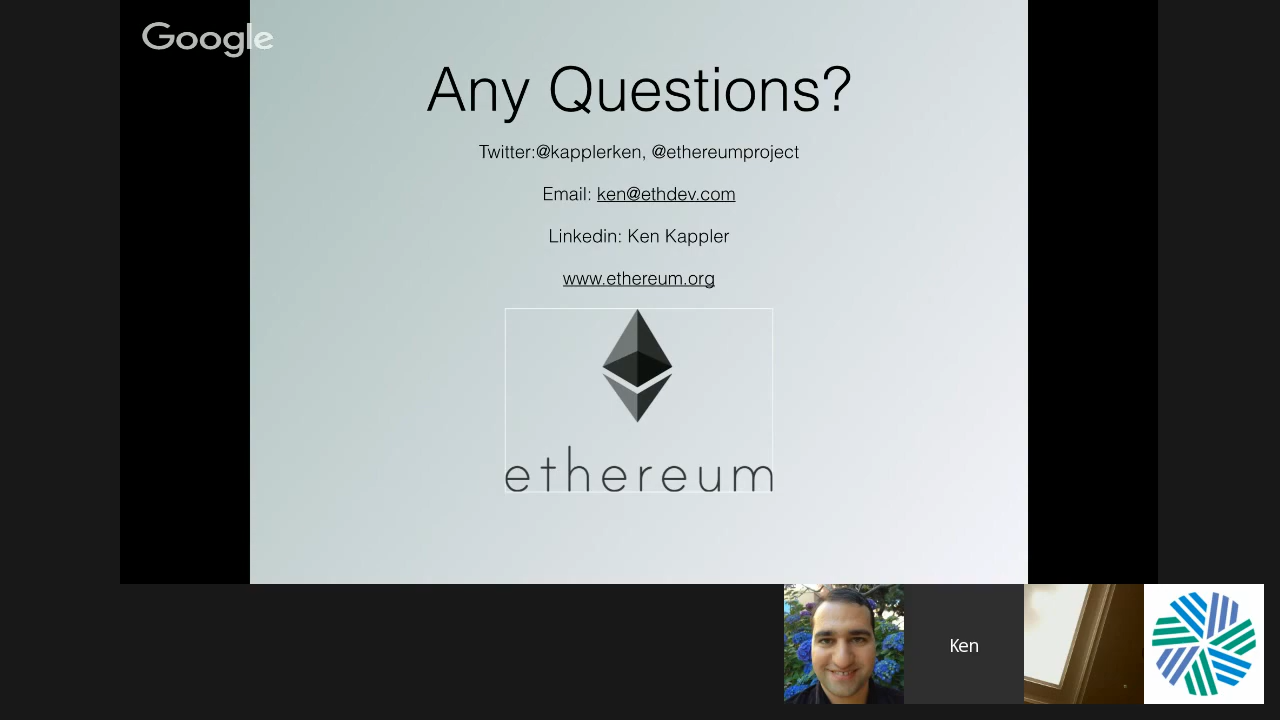 Google
Any Questions?
Twitter:@kapplerken, @ethereumproject
Email: ken@ethdev.com
Linkedin: Ken Kappler
www.ethereum.org
ethereum
Ken